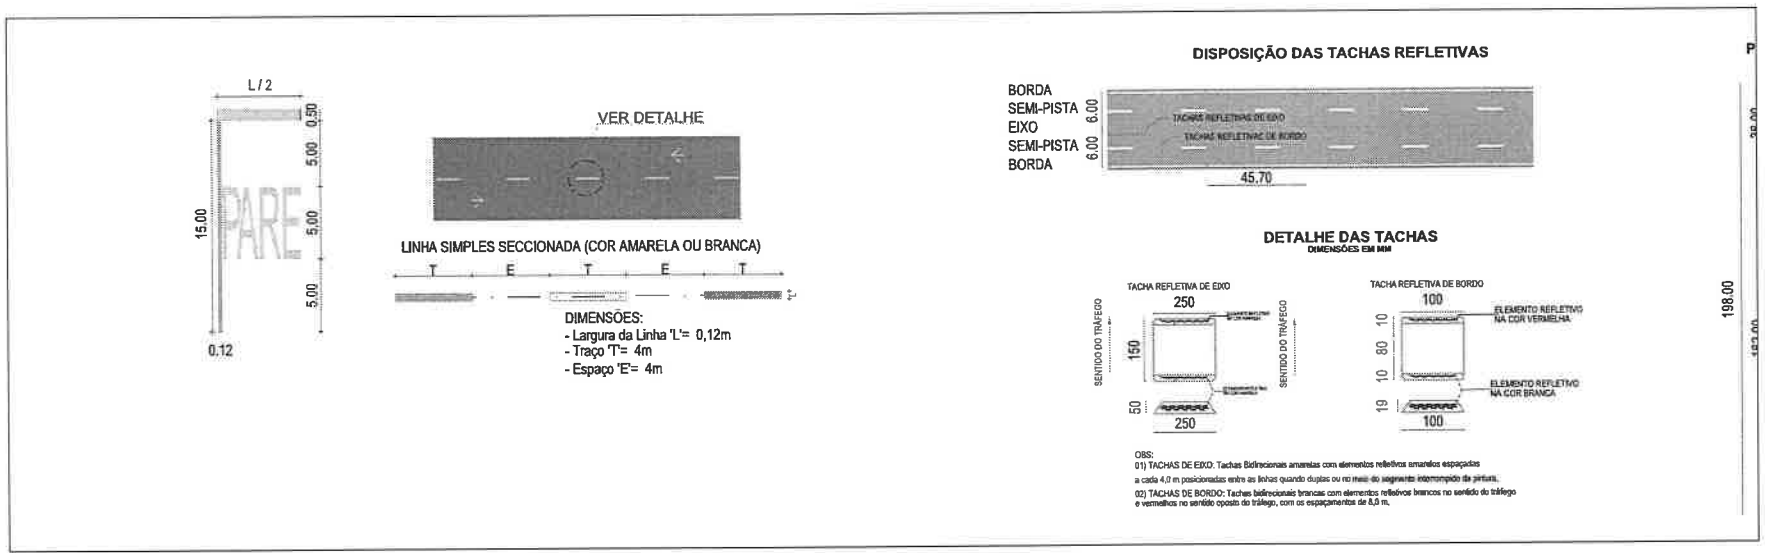 L / 2
0.50
5.00
15.00
PARE
5.00
5.00
0.12
VER DETALHE
LINHA SIMPLES SECCIONADA (COR AMARELA OU BRANCA)
T E T E T
'L'
DIMENSÕES:
- Largura da Linha 'L'= 0,12m
- Traço 'T'= 4m
- Espaço 'E'= 4m
DISPOSIÇÃO DAS TACHAS REFLETIVAS
BORDA
SEMI-PISTA
EIXO
SEMI-PISTA
BORDA
6.00
6.00
TACHAS REFLETIVAS DE EIXO
TACHAS REFLETIVAS DE BORDO
45.70
DETALHE DAS TACHAS
DIMENSÕES EM MM
TACHA REFLETIVA DE EIXO
250
SENTIDO DO TRÁFEGO
150
SENTIDO DO TRÁFEGO
50
250
TACHA REFLETIVA DE BORDO
100
10
80
10
19
100
ELEMENTO REFLETIVO
NA COR VERMELHA
ELEMENTO REFLETIVO
NA COR BRANCA
OBS:
01) TACHAS DE EIXO: Tachas Bidirecionais amarelas com elementos refletivos amarelos espaçadas
a cada 4,0 m posicionadas entre as linhas quando duplas ou no meio do segmento interrompido da pintura.
02) TACHAS DE BORDO: Tachas bidirecionais brancas com elementos refletivos brancos no sentido do tráfego
e vermelhos no sentido oposto do tráfego, com os espaçamentos de 8,0 m.
P
198.00